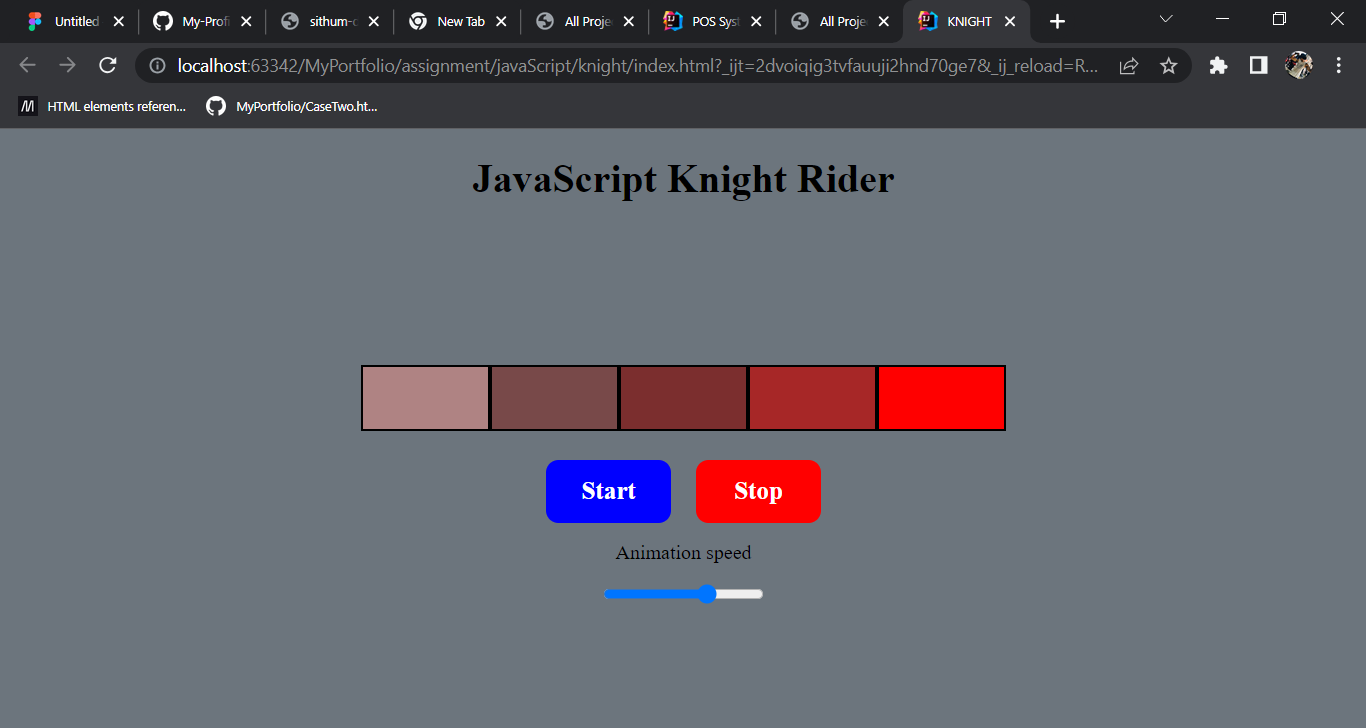 Untitled
My-Profi
sithum-c
New Tab
All Proje
POS Syst
All Proje
KNIGHT
localhost:63342/MyPortfolio/assignment/javaScript/knight/index.html?_ijt=2dvoiqig3tvfauuji2hnd70ge7&_ij_reload=R...
HTML elements referen...
MyPortfolio/CaseTwo.ht...
JavaScript Knight Rider
Start
Stop
Animation speed